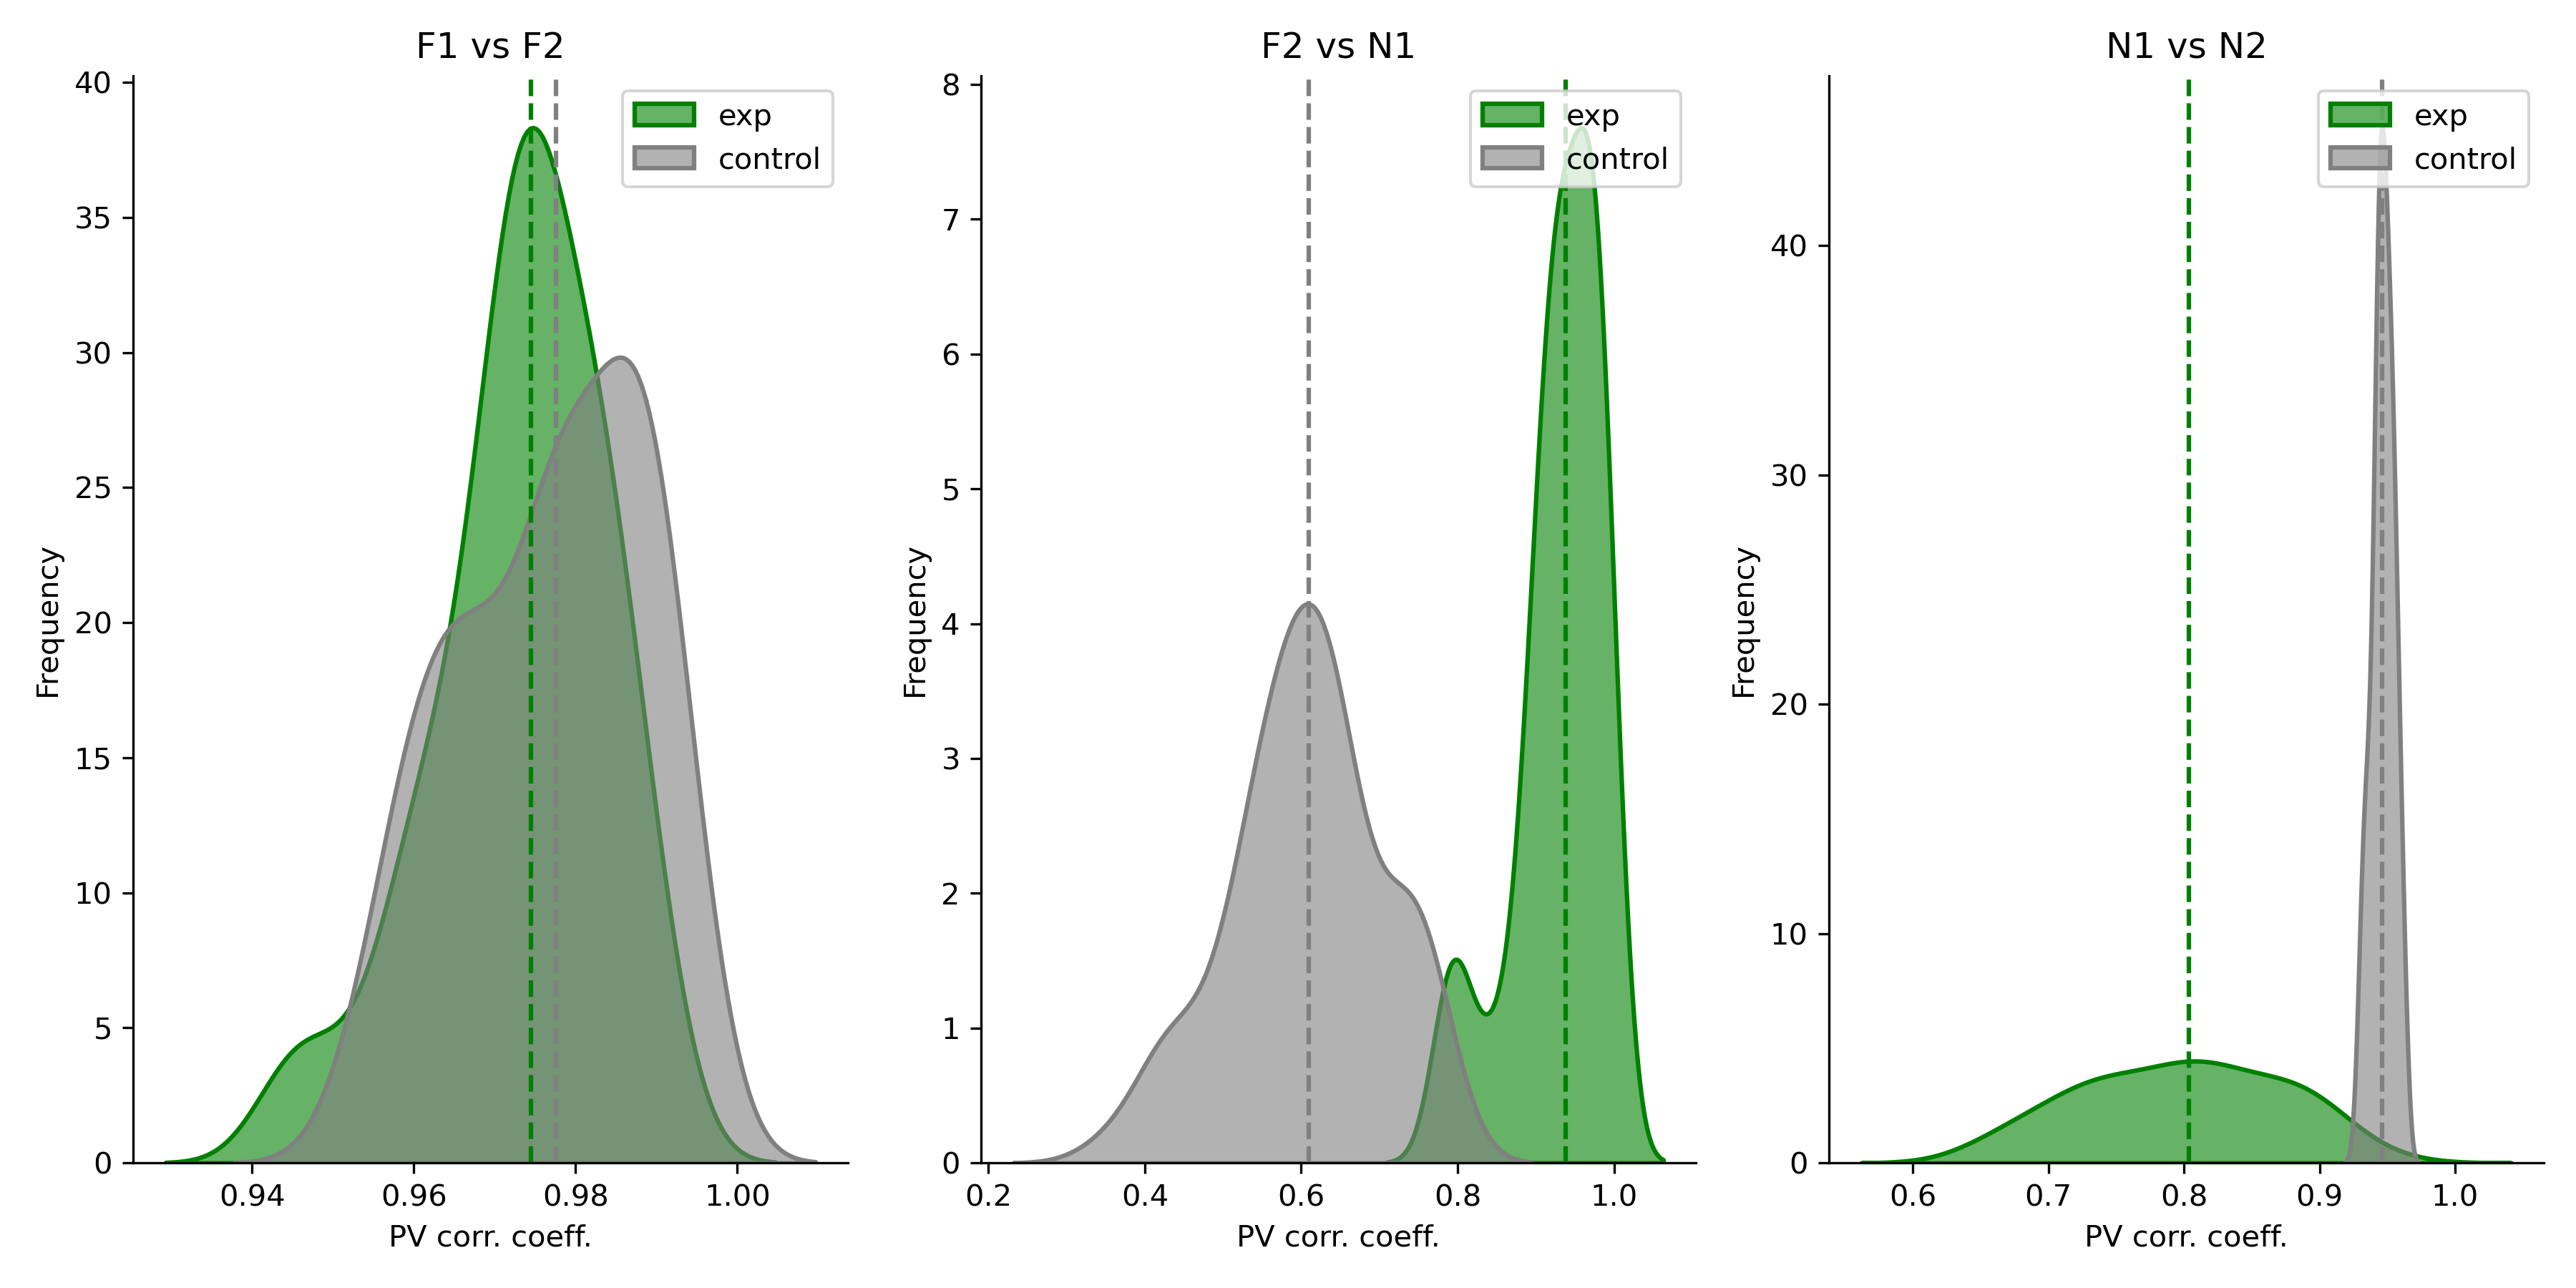 F1 vs F2
exp
control
Frequency
40
35
30
25
20
15
10
5
0
0.94 0.96 0.98 1.00
PV corr. coeff.
F2 vs N1
exp
control
Frequency
8
7
6
5
4
3
2
1
0
0.2 0.4 0.6 0.8 1.0
PV corr. coeff.
N1 vs N2
exp
control
Frequency
40
30
20
10
0
0.6 0.7 0.8 0.9 1.0
PV corr. coeff.